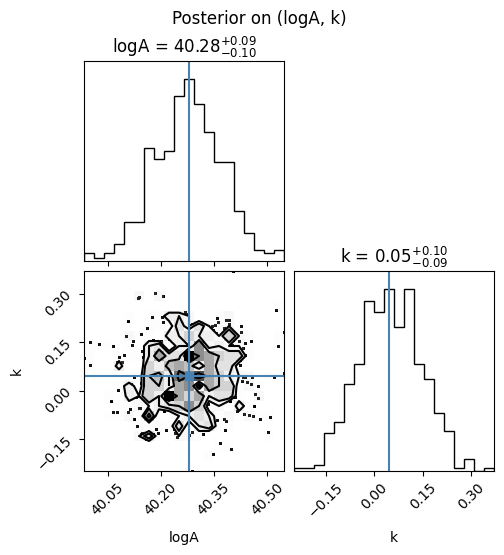 Posterior on (logA, k)
logA = 40.28+0.09−0.10
k = 0.05+0.10−0.09
0.30
0.15
0.00
−0.15
k
40.05
40.20
40.35
40.50
logA
−0.15
0.00
0.15
0.30
k